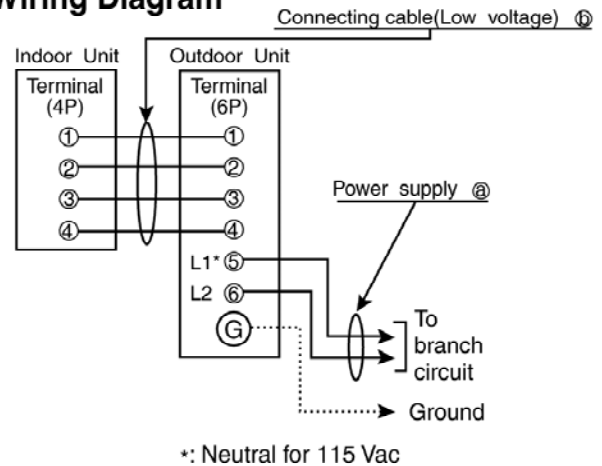 Wiring Diagram
Connecting cable(Low voltage) ⓑ
Indoor Unit
Outdoor Unit
Terminal
(4P)
Terminal
(6P)
① ①
② ②
③ ③
④ ④
L1* ⑤
L2 ⑥
G
Power supply ⓐ
To
branch
circuit
Ground
*: Neutral for 115 Vac